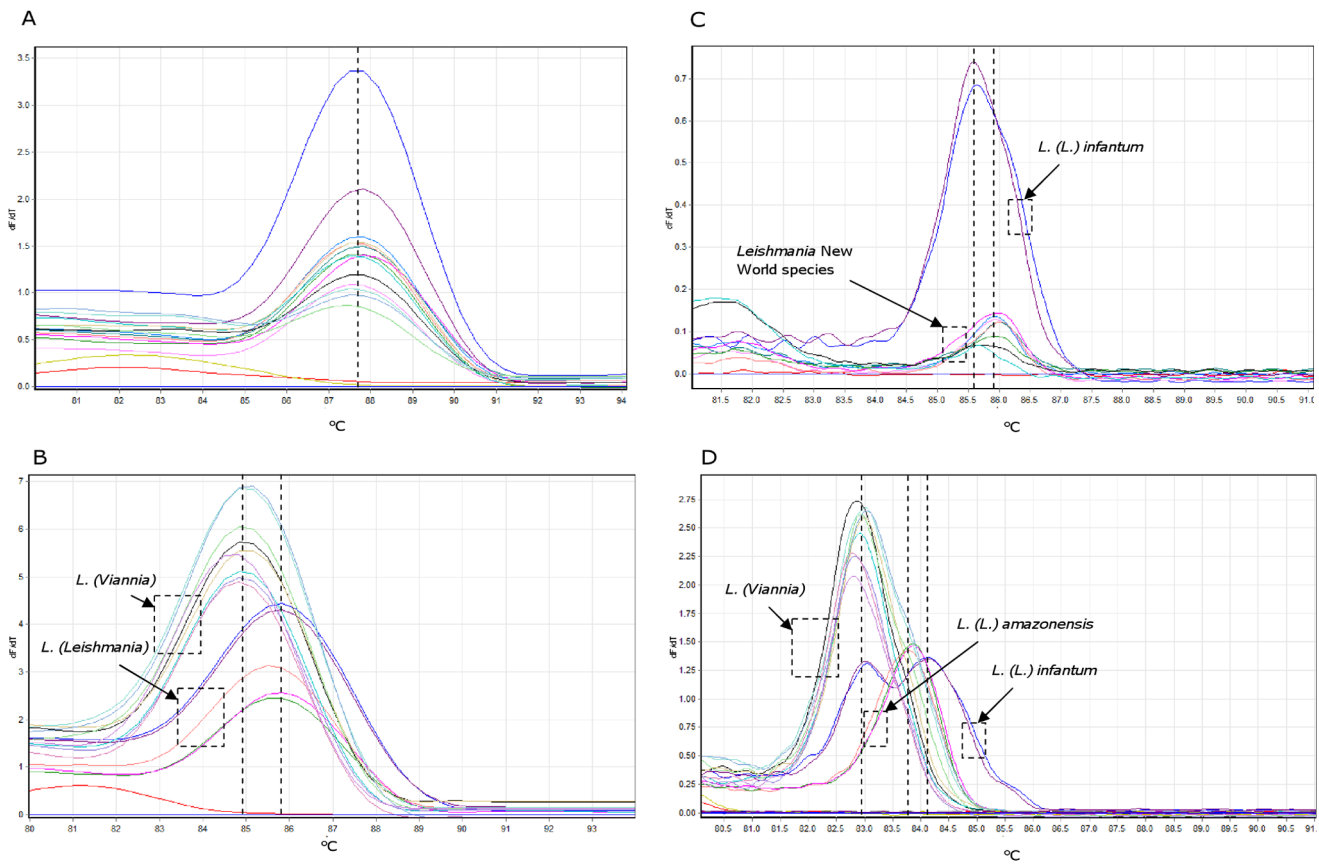 A
3.5
3.0
2.5
2.0
1.5
1.0
0.5
0.0
dF/dT
81 82 83 84 85 86 87 88 89 90 91 92 93 94
ºC
C
0.7
0.6
0.5
0.4
0.3
0.2
0.1
0.0
dF/dT
L. (L.) infantum
Leishmania New
World species
81.5 82.0 82.5 83.0 83.5 84.0 84.5 85.0 85.5 86.0 86.5 87.0 87.5 88.0 88.5 89.0 89.5 90.0 90.5 91.0
ºC
B
7
6
5
4
3
2
1
0
dF/dT
L. (Viannia)
L. (Leishmania)
80 81 82 83 84 85 86 87 88 89 90 91 92 93
ºC
D
2.75
2.50
2.25
2.00
1.75
1.50
1.25
1.00
0.75
0.50
0.25
0.00
dF/dT
L. (Viannia)
L. (L.) amazonensis
L. (L.) infantum
80.5 81.0 81.5 82.0 82.5 83.0 83.5 84.0 84.5 85.0 85.5 86.0 86.5 87.0 87.5 88.0 88.5 89.0 89.5 90.0 90.5
ºC